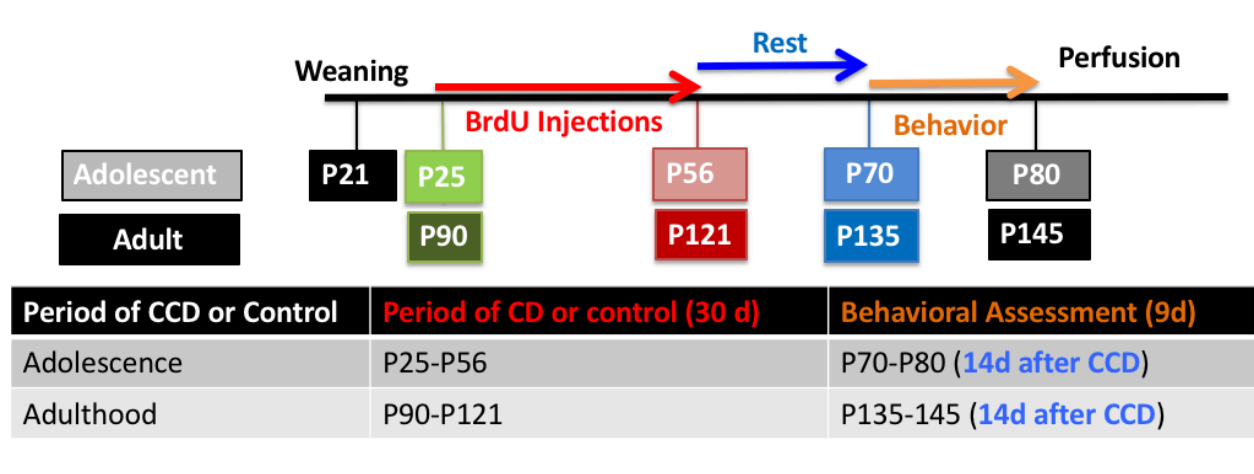 Rest
Weaning
Perfusion
BrdU Injections
Behavior
Adolescent P21 P25 P56 P70 P80
Adult P90 P121 P135 P145
Period of CCD or Control Period of CD or control (30 d) Behavioral Assessment (9d)
Adolescence P25-P56 P70-P80 (14d after CCD)
Adulthood P90-P121 P135-145 (14d after CCD)